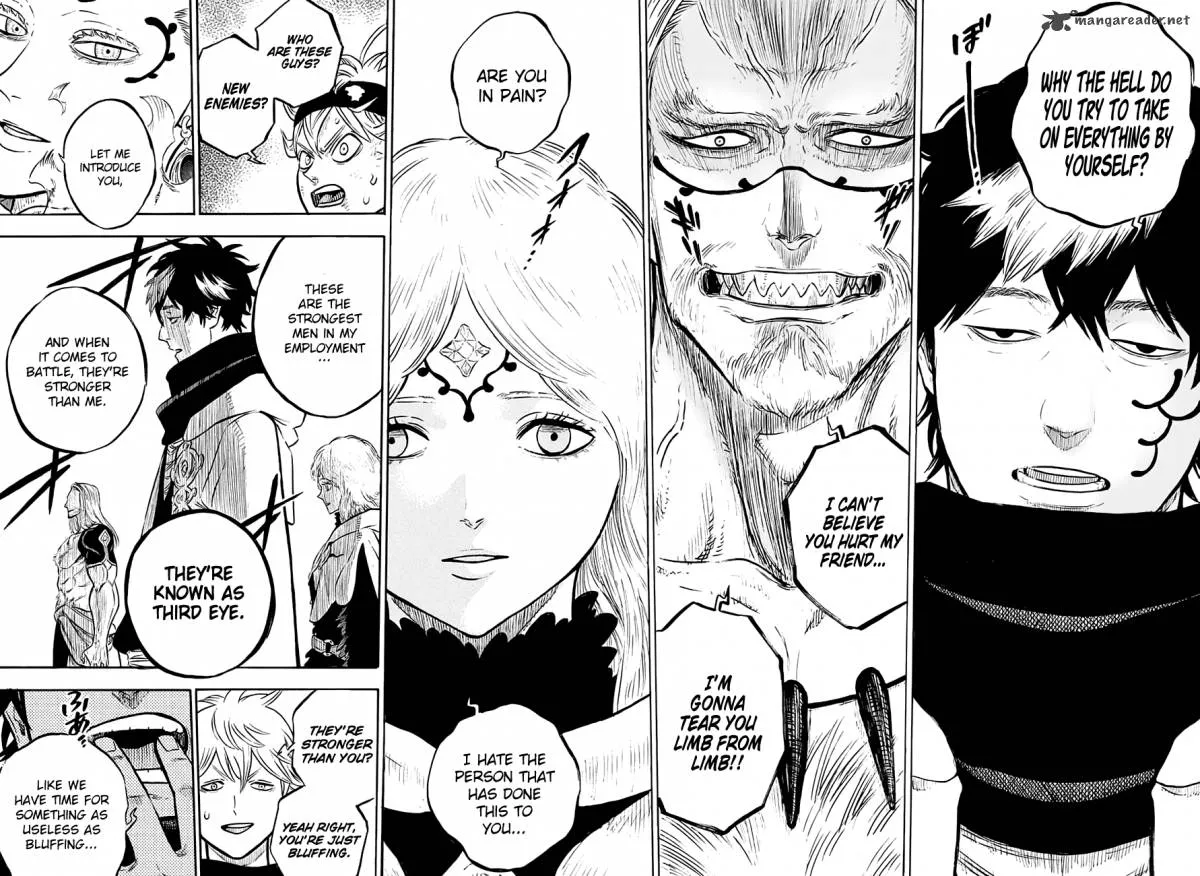 mangareader.net
ぼ
WHY THE HELL DO
YOU TRY TO TAKE
ON EVERYTHING BY
YOURSELF?
I CAN'T
BELIEVE
YOU HURT MY
FRIEND...
I'M
GONNA
TEAR YOU
LIMB FROM
LIMB!!
ARE YOU
IN PAIN?
I HATE THE
PERSON THAT
HAS DONE
THIS TO
YOU...
WHO
ARE THESE
GUYS?
NEW
ENEMIES?
LET ME
INTRODUCE
YOU,
THESE
ARE THE
STRONGEST
MEN IN MY
EMPLOYMENT
...
AND WHEN
IT COMES TO
BATTLE, THEY'RE
STRONGER
THAN ME.
THEY'RE
KNOWN AS
THIRD EYE.
THEY'RE
STRONGER
THAN YOU?
YEAH RIGHT,
YOU'RE JUST
BLUFFING.
ふあ
LIKE WE
HAVE TIME FOR
SOMETHING AS
USELESS AS
BLUFFING...